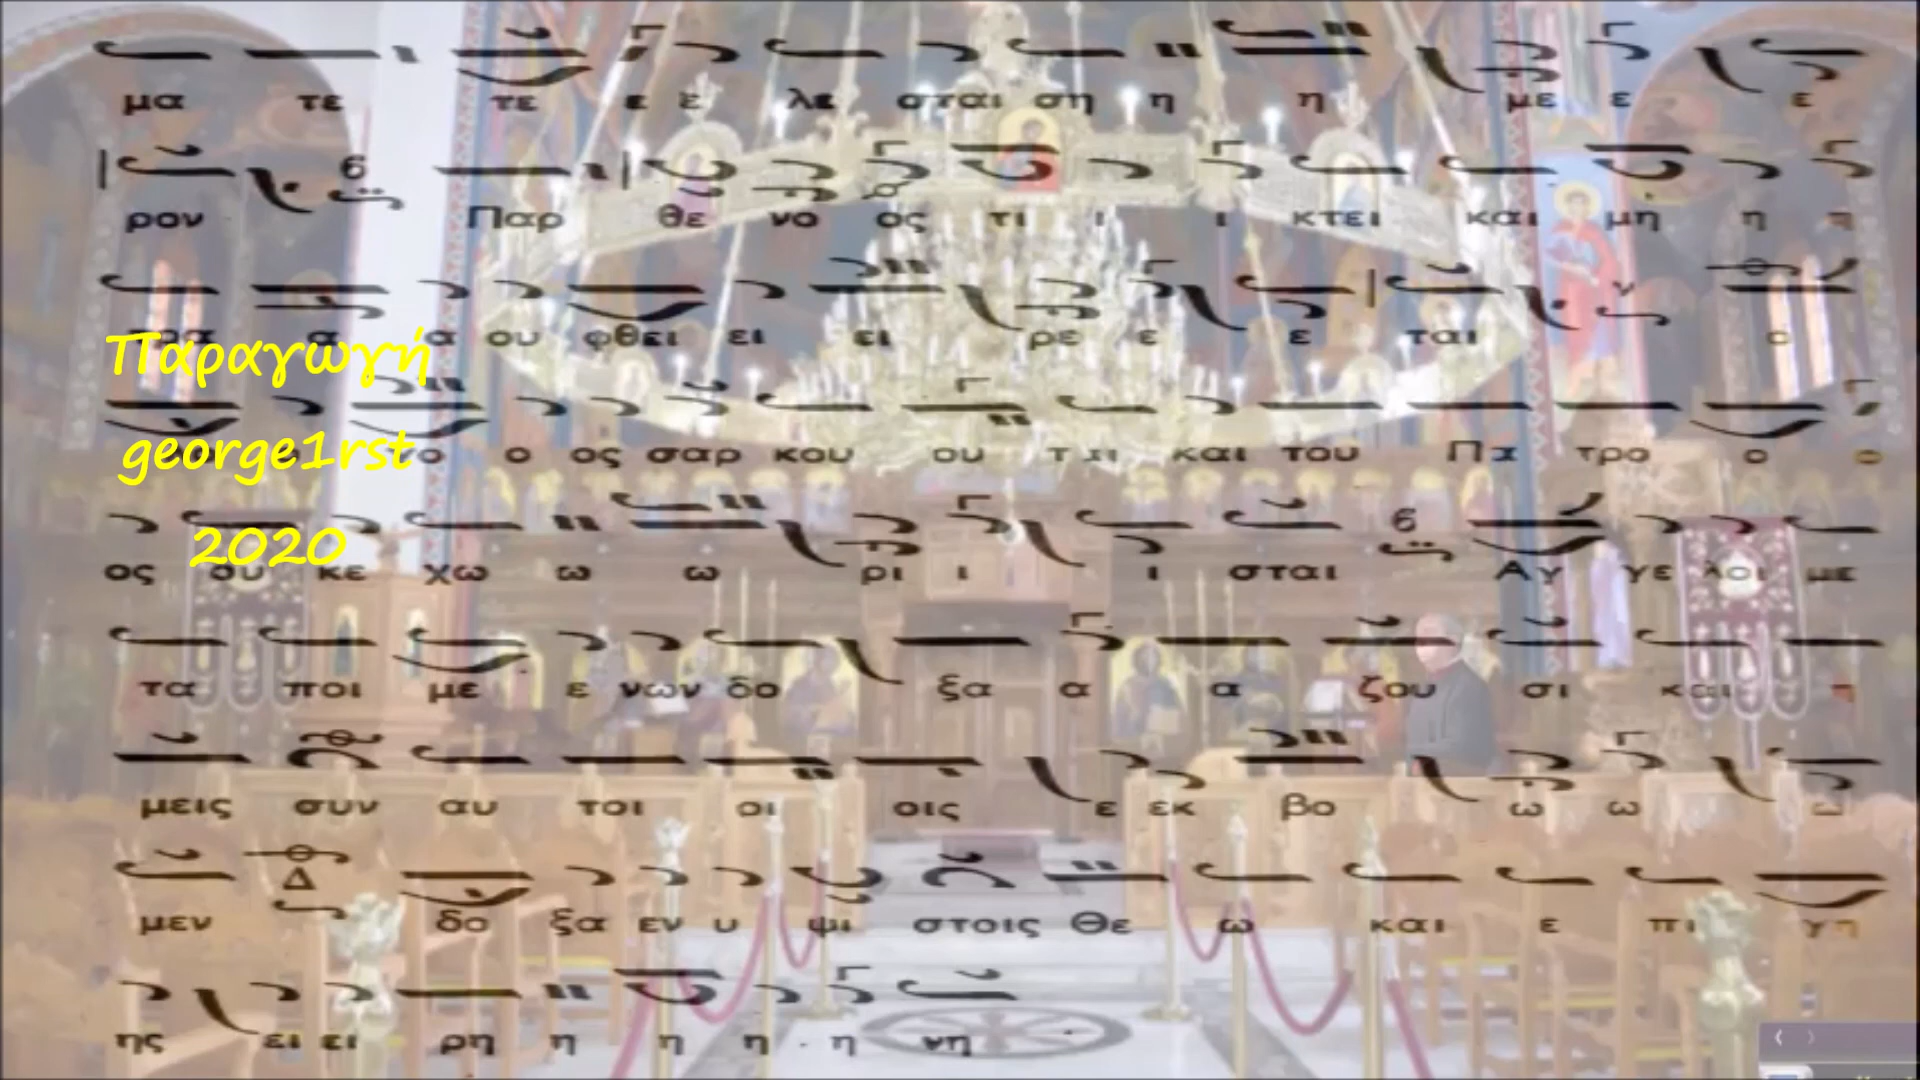 μα τε τε ε ε λε σται ση η η με ε ε
ρον Παρ θε νο ος τι ι ι κτει και μη η η
τρα α α ου φθει ει ει ρε ε ε ται ο
Παραγωγή
ο ο ος σαρ κου ου ται και του Πα τρο ο ο
george1rst
ος ου κε χω ω ω ρι ι ι σται Αγ γε λοι με
2020
τα ποι με ε νων δο ξα α α ζου σι και η
μεις συν αυ τοι οι οις ε εκ βο ω ω ω
μεν Δ δο ξα εν υ ψι στοις Θε ω και ε πι γη
ης ει ει ρη η η η η νη